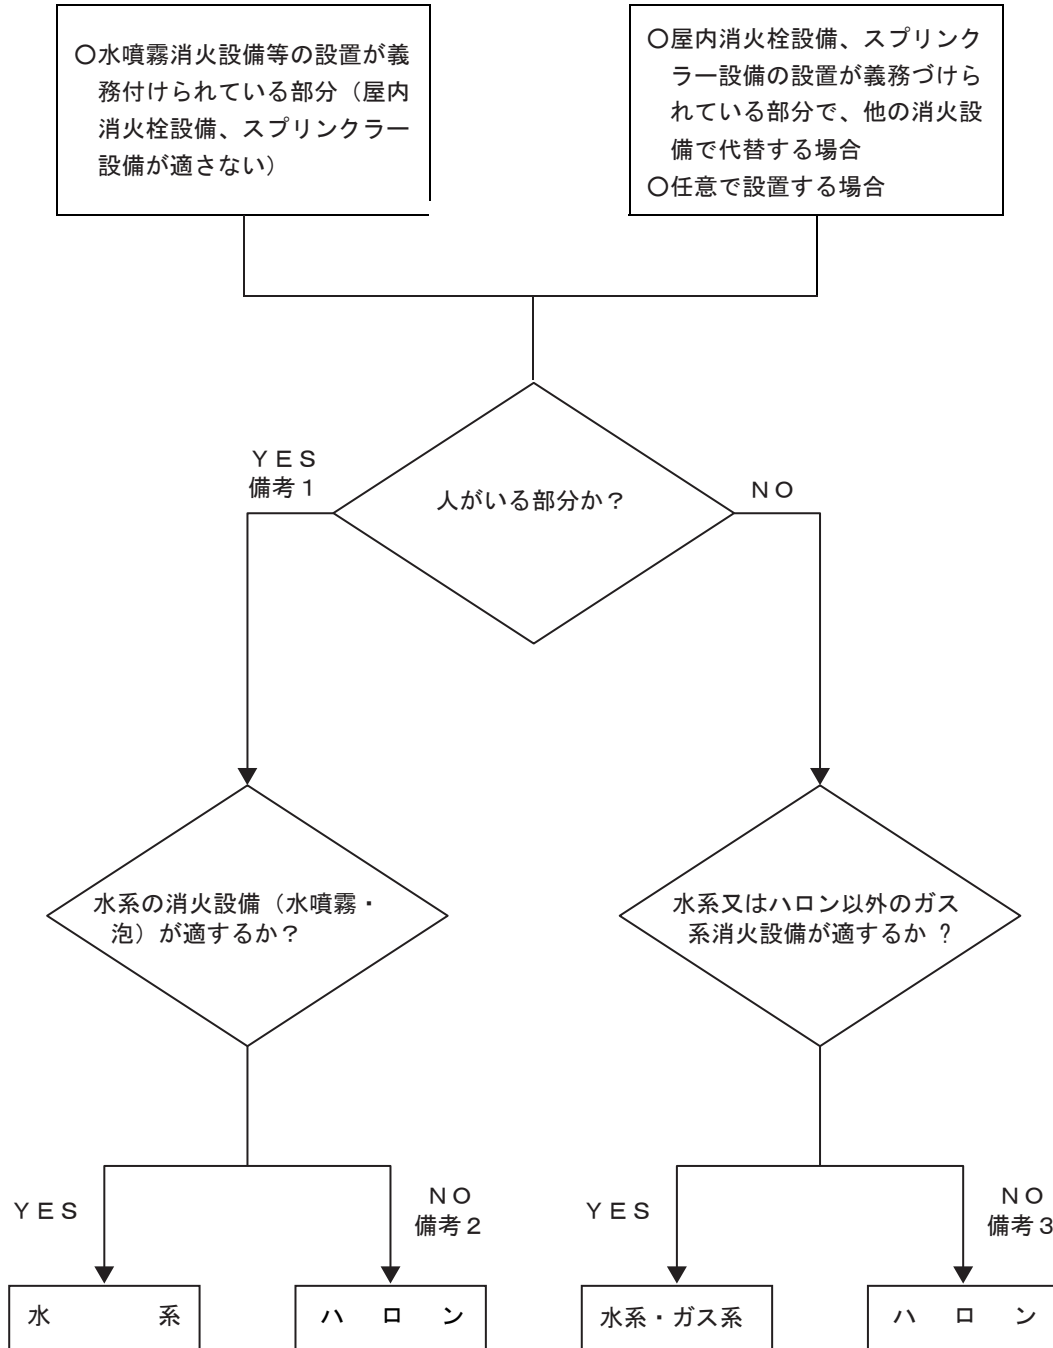 ○水噴霧消火設備等の設置が義
務付けられている部分（屋内
消火栓設備、スプリンクラー
設備が適さない）
○屋内消火栓設備、スプリンク
ラー設備の設置が義務づけら
れている部分で、他の消火設
備で代替する場合
○任意で設置する場合
ＹＥＳ
備考１
人がいる部分か？
ＮＯ
水系の消火設備（水噴霧・
泡）が適するか？
水系又はハロン以外のガス
系消火設備が適するか ？
ＹＥＳ
ＮＯ
備考２
ＹＥＳ
ＮＯ
備考３
水　　　　系
ハ　ロ　ン
水系・ガス系
ハ　ロ　ン